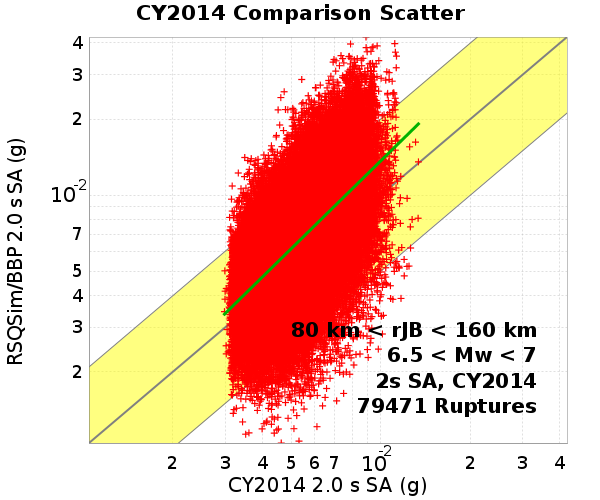 CY2014 Comparison Scatter
RSQSim/BBP 2.0 s SA (g)
4
3
2
10-2
7
5
4
3
2
80 km < rJB < 160 km
6.5 < Mw < 7
2s SA, CY2014
79471 Ruptures
2 3 4 5 6 7 10-2 2 3 4
CY2014 2.0 s SA (g)